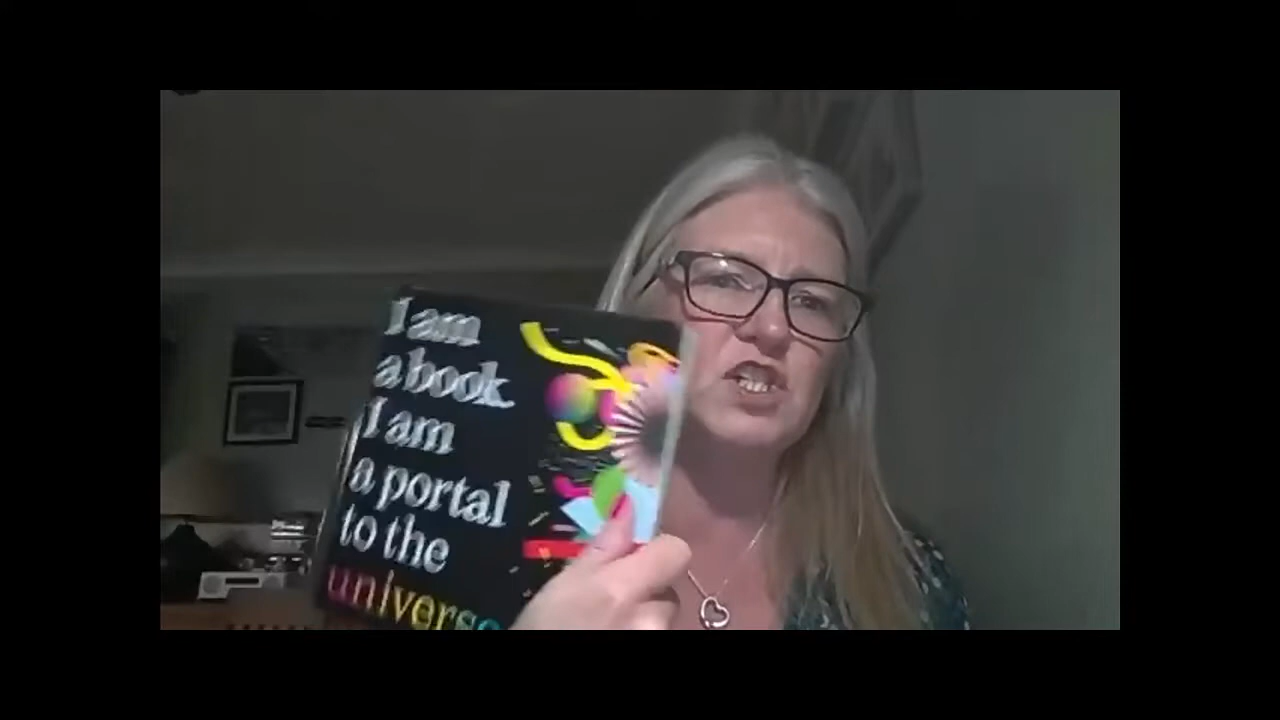 I am
a book.
I am
a portal
to the
universe